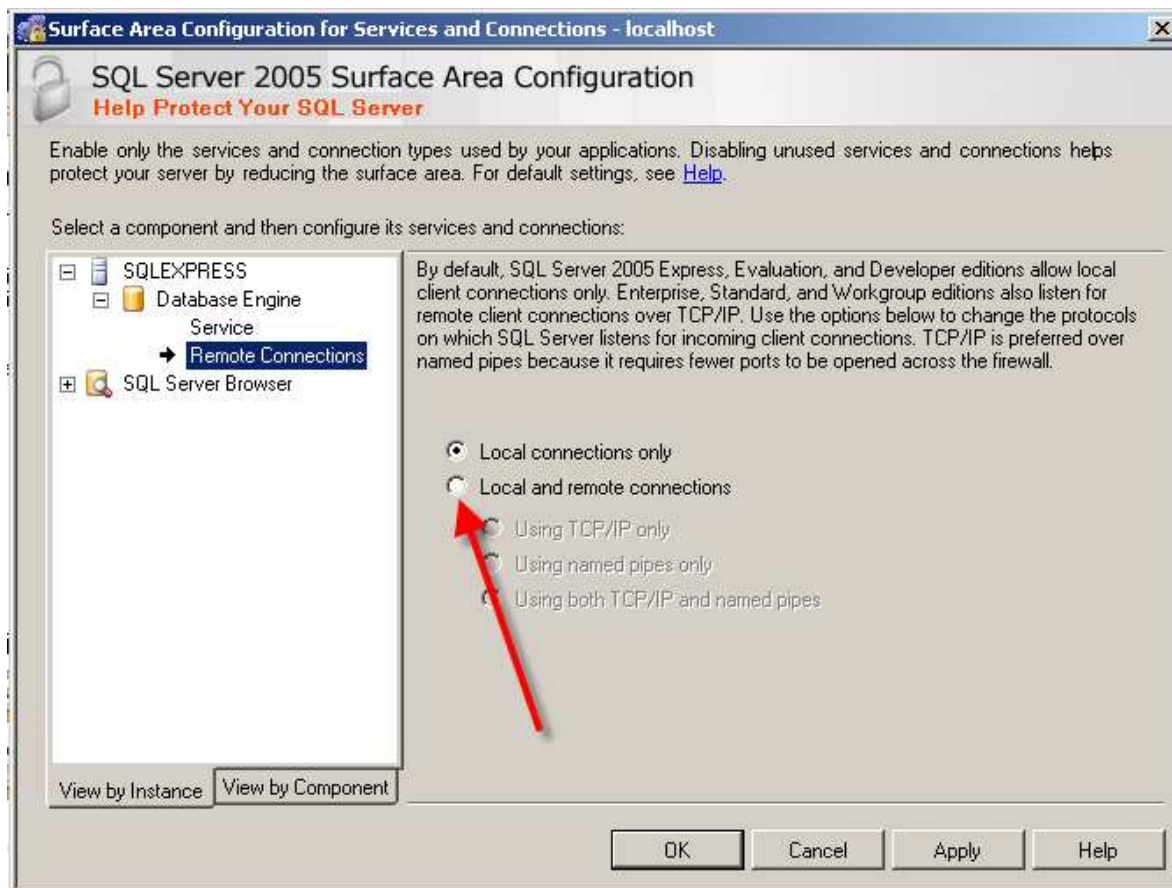 Surface Area Configuration for Services and Connections - localhost
SQL Server 2005 Surface Area Configuration
Help Protect Your SQL Server
Enable only the services and connection types used by your applications. Disabling unused services and connections helps
protect your server by reducing the surface area. For default settings, see Help.
Select a component and then configure its services and connections:
SQLEXPRESS
Database Engine
Service
Remote Connections
SQL Server Browser
By default, SQL Server 2005 Express, Evaluation, and Developer editions allow local
client connections only. Enterprise, Standard, and Workgroup editions also listen for
remote client connections over TCP/IP. Use the options below to change the protocols
on which SQL Server listens for incoming client connections. TCP/IP is preferred over
named pipes because it requires fewer ports to be opened across the firewall.
Local connections only
Local and remote connections
Using TCP/IP only
Using named pipes only
Using both TCP/IP and named pipes
View by Instance View by Component
OK Cancel Apply Help